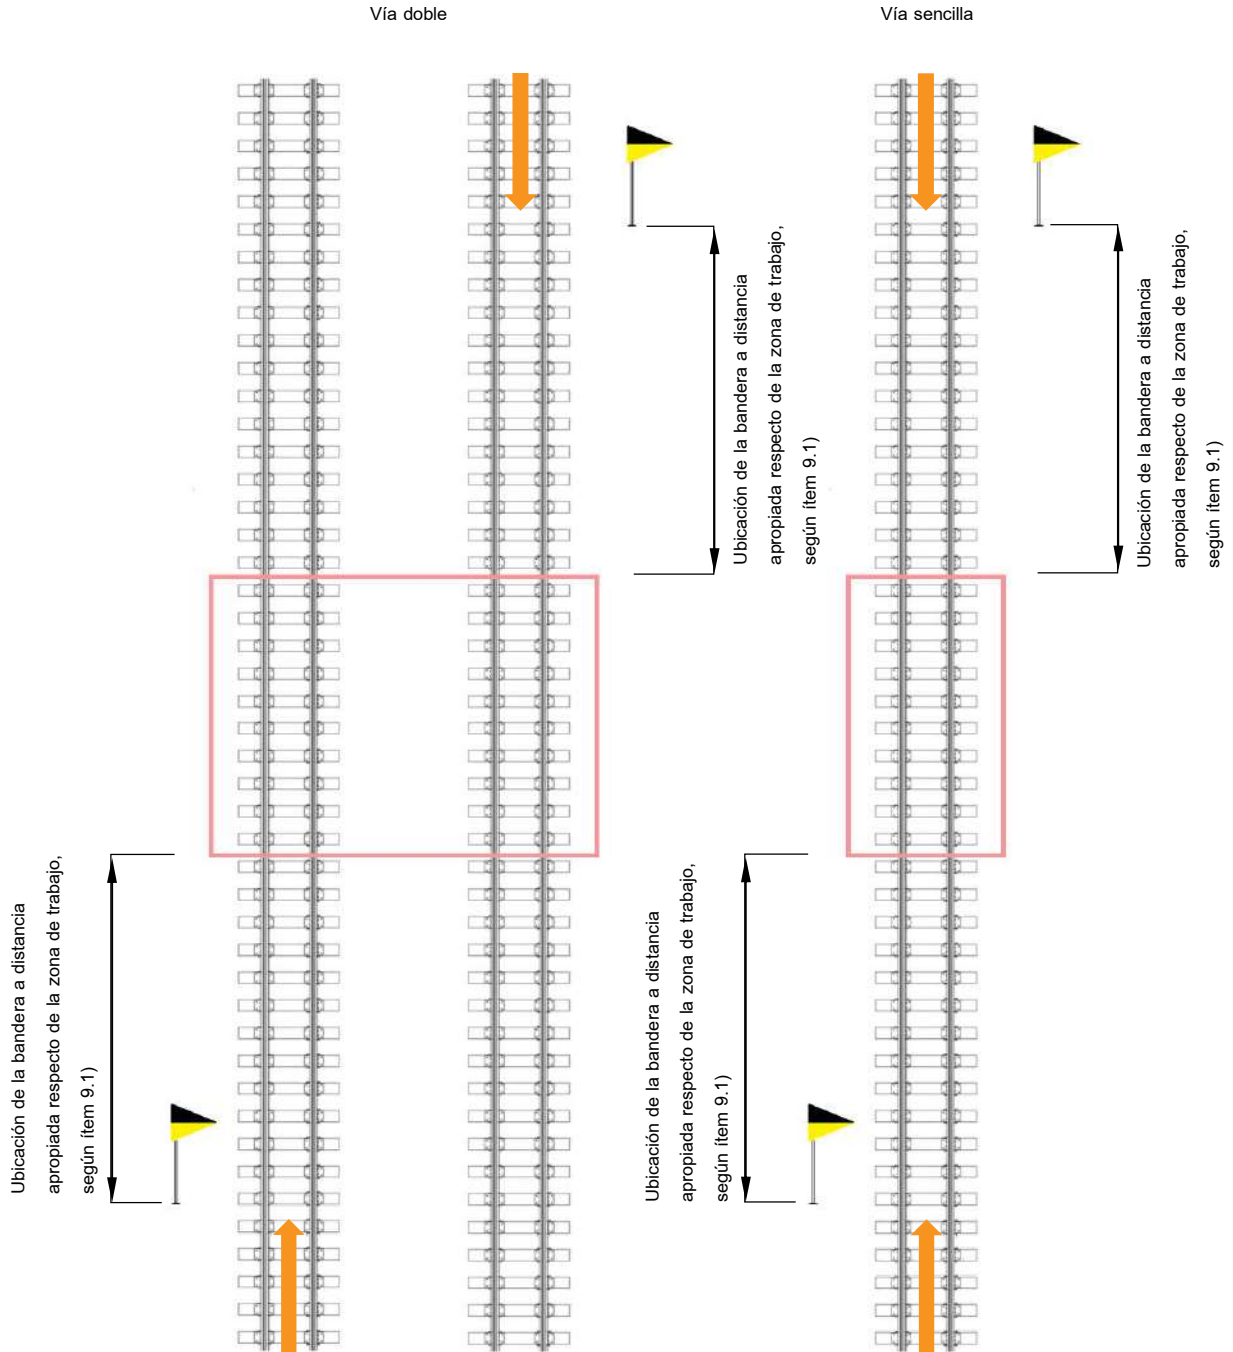 Vía doble
Vía sencilla
Ubicación de la bandera a distancia
apropiada respecto de la zona de trabajo,
según ítem 9.1)
Ubicación de la bandera a distancia
apropiada respecto de la zona de trabajo,
según ítem 9.1)
Ubicación de la bandera a distancia
apropiada respecto de la zona de trabajo,
según ítem 9.1)
Ubicación de la bandera a distancia
apropiada respecto de la zona de trabajo,
según ítem 9.1)